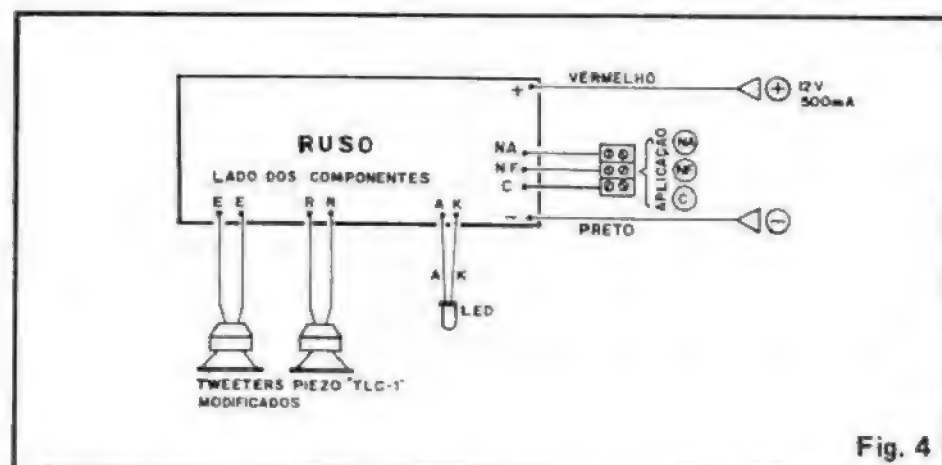 + VERMELHO + 12V
500mA
RUSO
LADO DOS COMPONENTES
NA
NF
C
APLICAÇÃO
NA
NF
C
E E R N A K
- PRETO -
A K
LED
TWEETERS PIEZO "TLC-1"
MODIFICADOS
Fig. 4